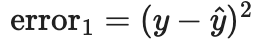 error₁ = (y − ŷ)²